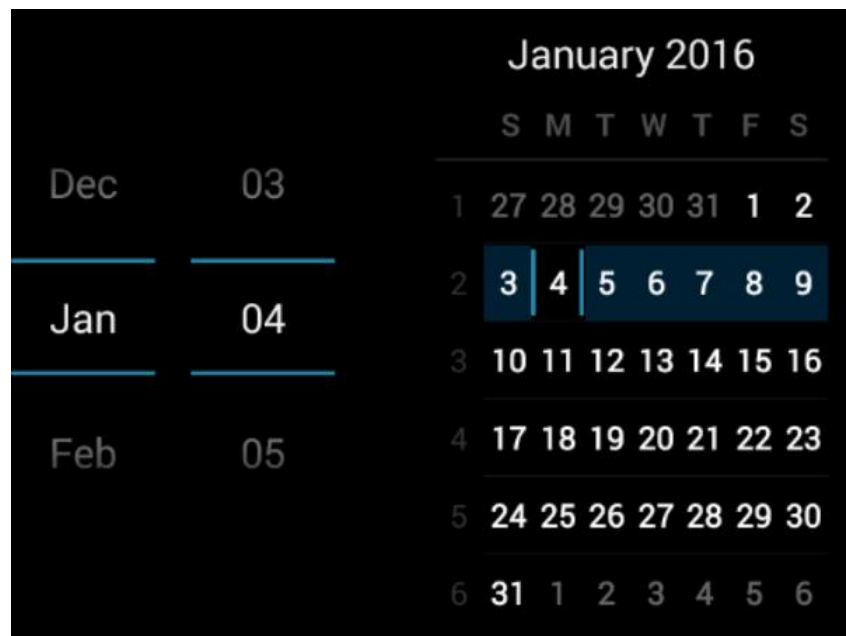 Dec 03
Jan 04
Feb 05
January 2016
S M T W T F S
1 27 28 29 30 31 1 2
2 3 4 5 6 7 8 9
3 10 11 12 13 14 15 16
4 17 18 19 20 21 22 23
5 24 25 26 27 28 29 30
6 31 1 2 3 4 5 6